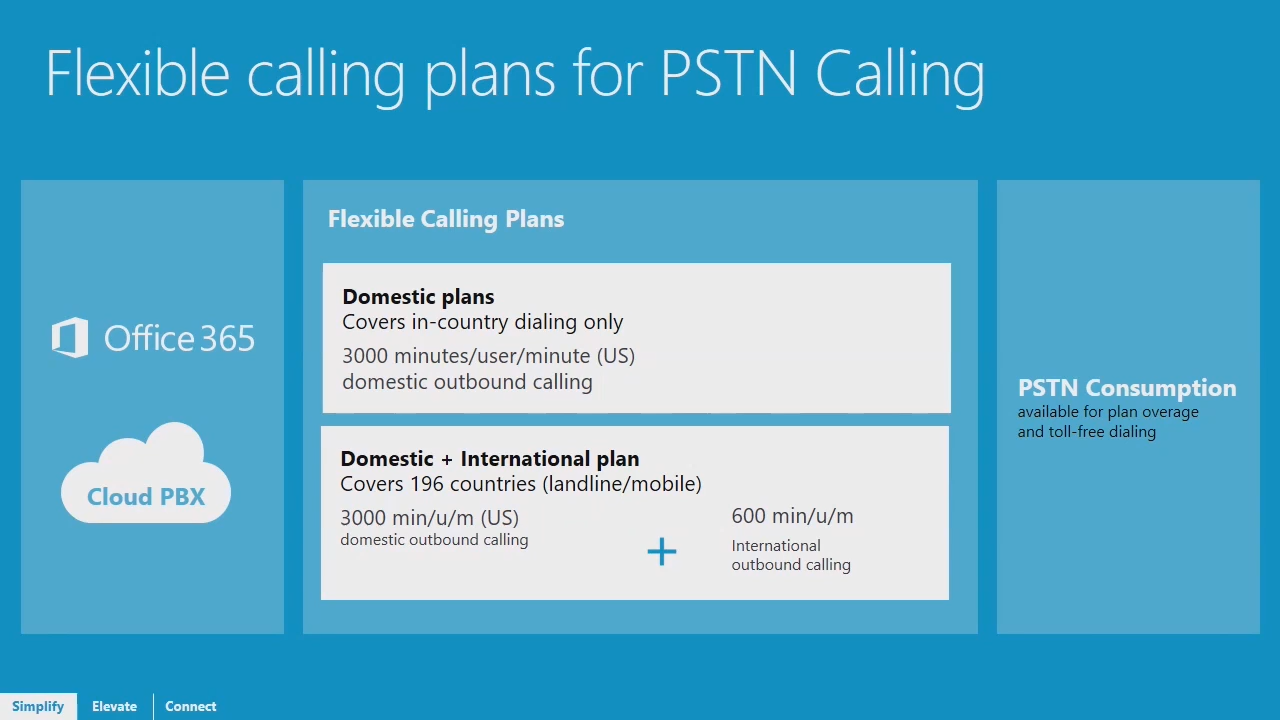 Flexible calling plans for PSTN Calling
Office 365
Cloud PBX
Flexible Calling Plans
Domestic plans
Covers in-country dialing only
3000 minutes/user/minute (US)
domestic outbound calling
Domestic + International plan
Covers 196 countries (landline/mobile)
3000 min/u/m (US)
domestic outbound calling
+
600 min/u/m
International
outbound calling
PSTN Consumption
available for plan overage
and toll-free dialing
Simplify
Elevate
Connect